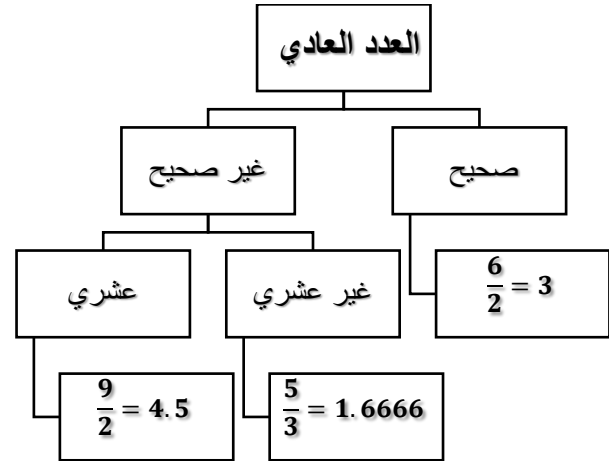 العدد العادي
صحيح
غير صحيح
6/2 = 3
غير عشري
عشري
5/3 = 1.6666
9/2 = 4.5